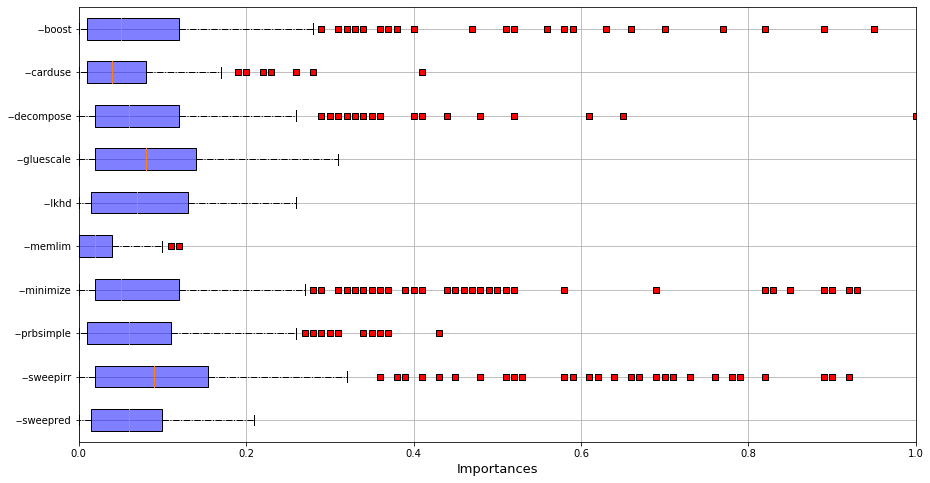 --boost
--carduse
--decompose
--gluescale
--lkhd
--memlim
--minimize
--prbsimple
--sweepirr
--sweepred
0.0 0.2 0.4 0.6 0.8 1.0
Importances